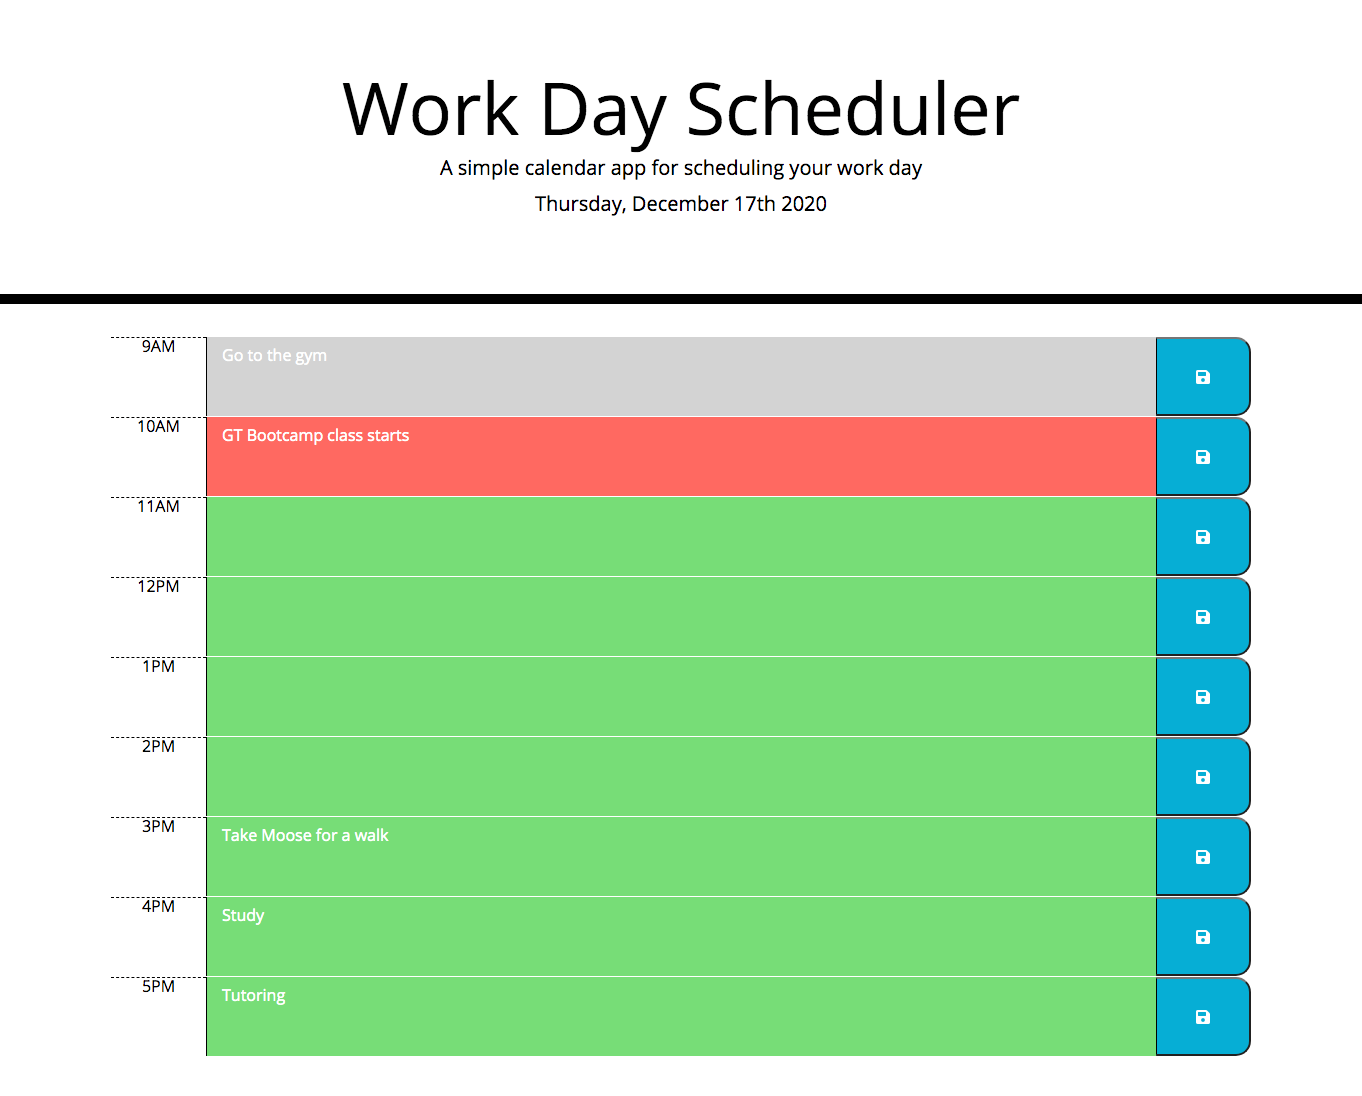 Work Day Scheduler
A simple calendar app for scheduling your work day
Thursday, December 17th 2020
9AM
Go to the gym
10AM
GT Bootcamp class starts
11AM
12PM
1PM
2PM
3PM
Take Moose for a walk
4PM
Study
5PM
Tutoring